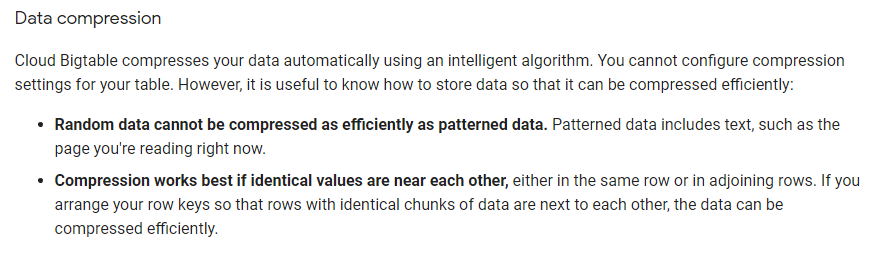 Data compression
Cloud Bigtable compresses your data automatically using an intelligent algorithm. You cannot configure compression
settings for your table. However, it is useful to know how to store data so that it can be compressed efficiently:
• Random data cannot be compressed as efficiently as patterned data. Patterned data includes text, such as the
page you're reading right now.
• Compression works best if identical values are near each other, either in the same row or in adjoining rows. If you
arrange your row keys so that rows with identical chunks of data are next to each other, the data can be
compressed efficiently.